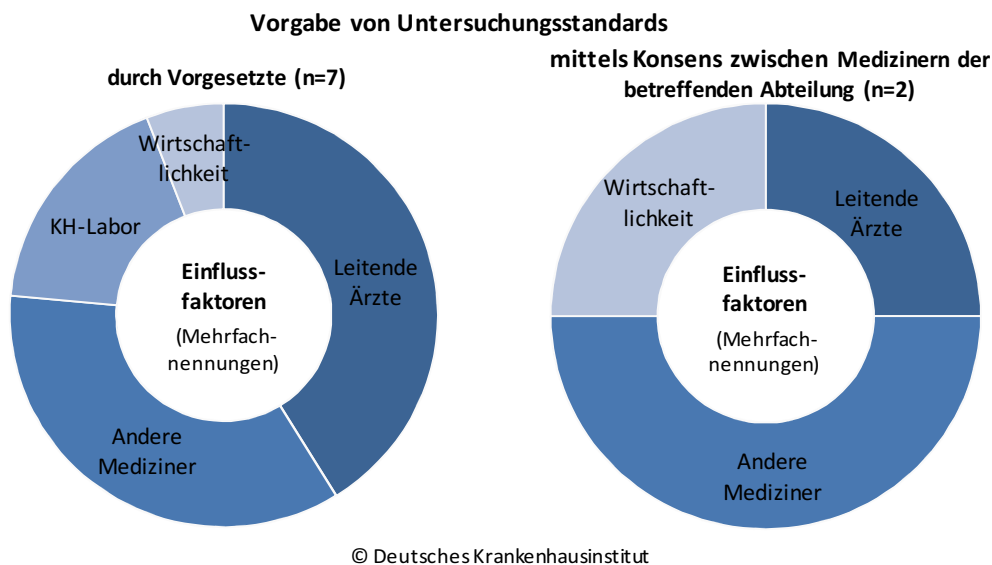 Vorgabe von Untersuchungsstandards
durch Vorgesetzte (n=7)
Wirtschaft-
lichkeit
KH-Labor
Leitende
Ärzte
Einfluss-
faktoren
(Mehrfach-
nennungen)
Andere
Mediziner
mittels Konsens zwischen Medizinern der
betreffenden Abteilung (n=2)
Wirtschaft-
lichkeit
Leitende
Ärzte
Einfluss-
faktoren
(Mehrfach-
nennungen)
Andere
Mediziner
© Deutsches Krankenhausinstitut